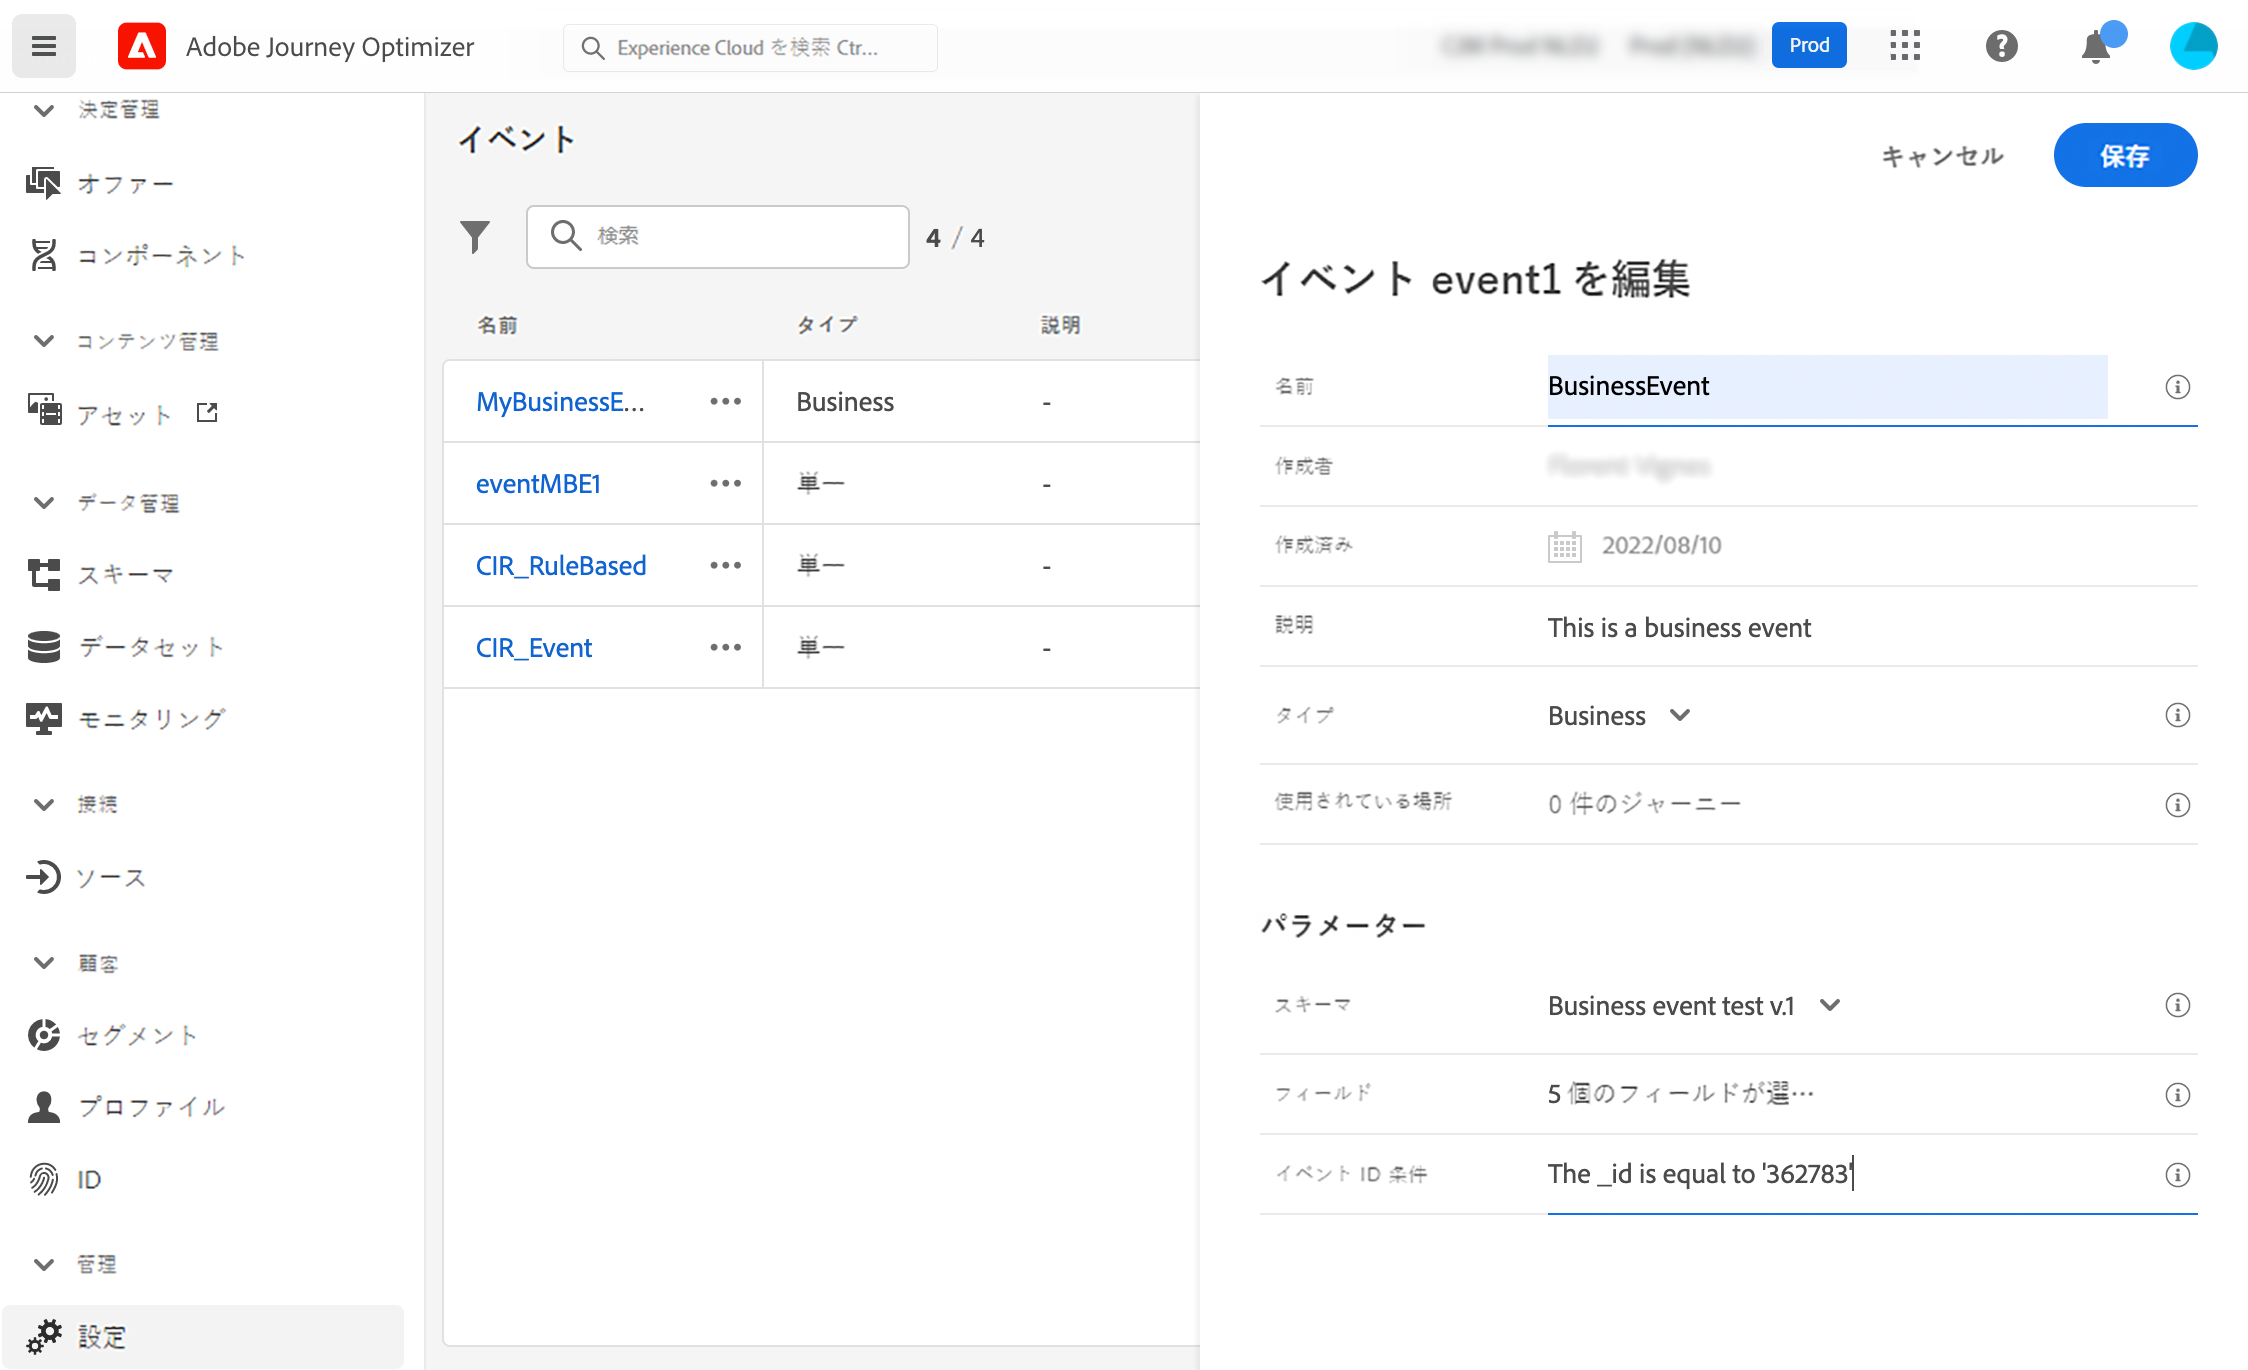 Adobe Journey Optimizer
Experience Cloud を検索 Ctr...
Prod
決定管理
オファー
コンポーネント
コンテンツ管理
アセット
データ管理
スキーマ
データセット
モニタリング
接続
ソース
顧客
セグメント
プロファイル
ID
管理
設定
イベント
検索
4 / 4
名前 タイプ 説明
MyBusinessE... Business -
eventMBE1 単一 -
CIR_RuleBased 単一 -
CIR_Event 単一 -
キャンセル
保存
イベント event1 を編集
名前 BusinessEvent
作成者
作成済み 2022/08/10
説明 This is a business event
タイプ Business
使用されている場所 0 件のジャーニー
パラメーター
スキーマ Business event test v.1
フィールド 5 個のフィールドが選…
イベント ID 条件 The _id is equal to '362783'